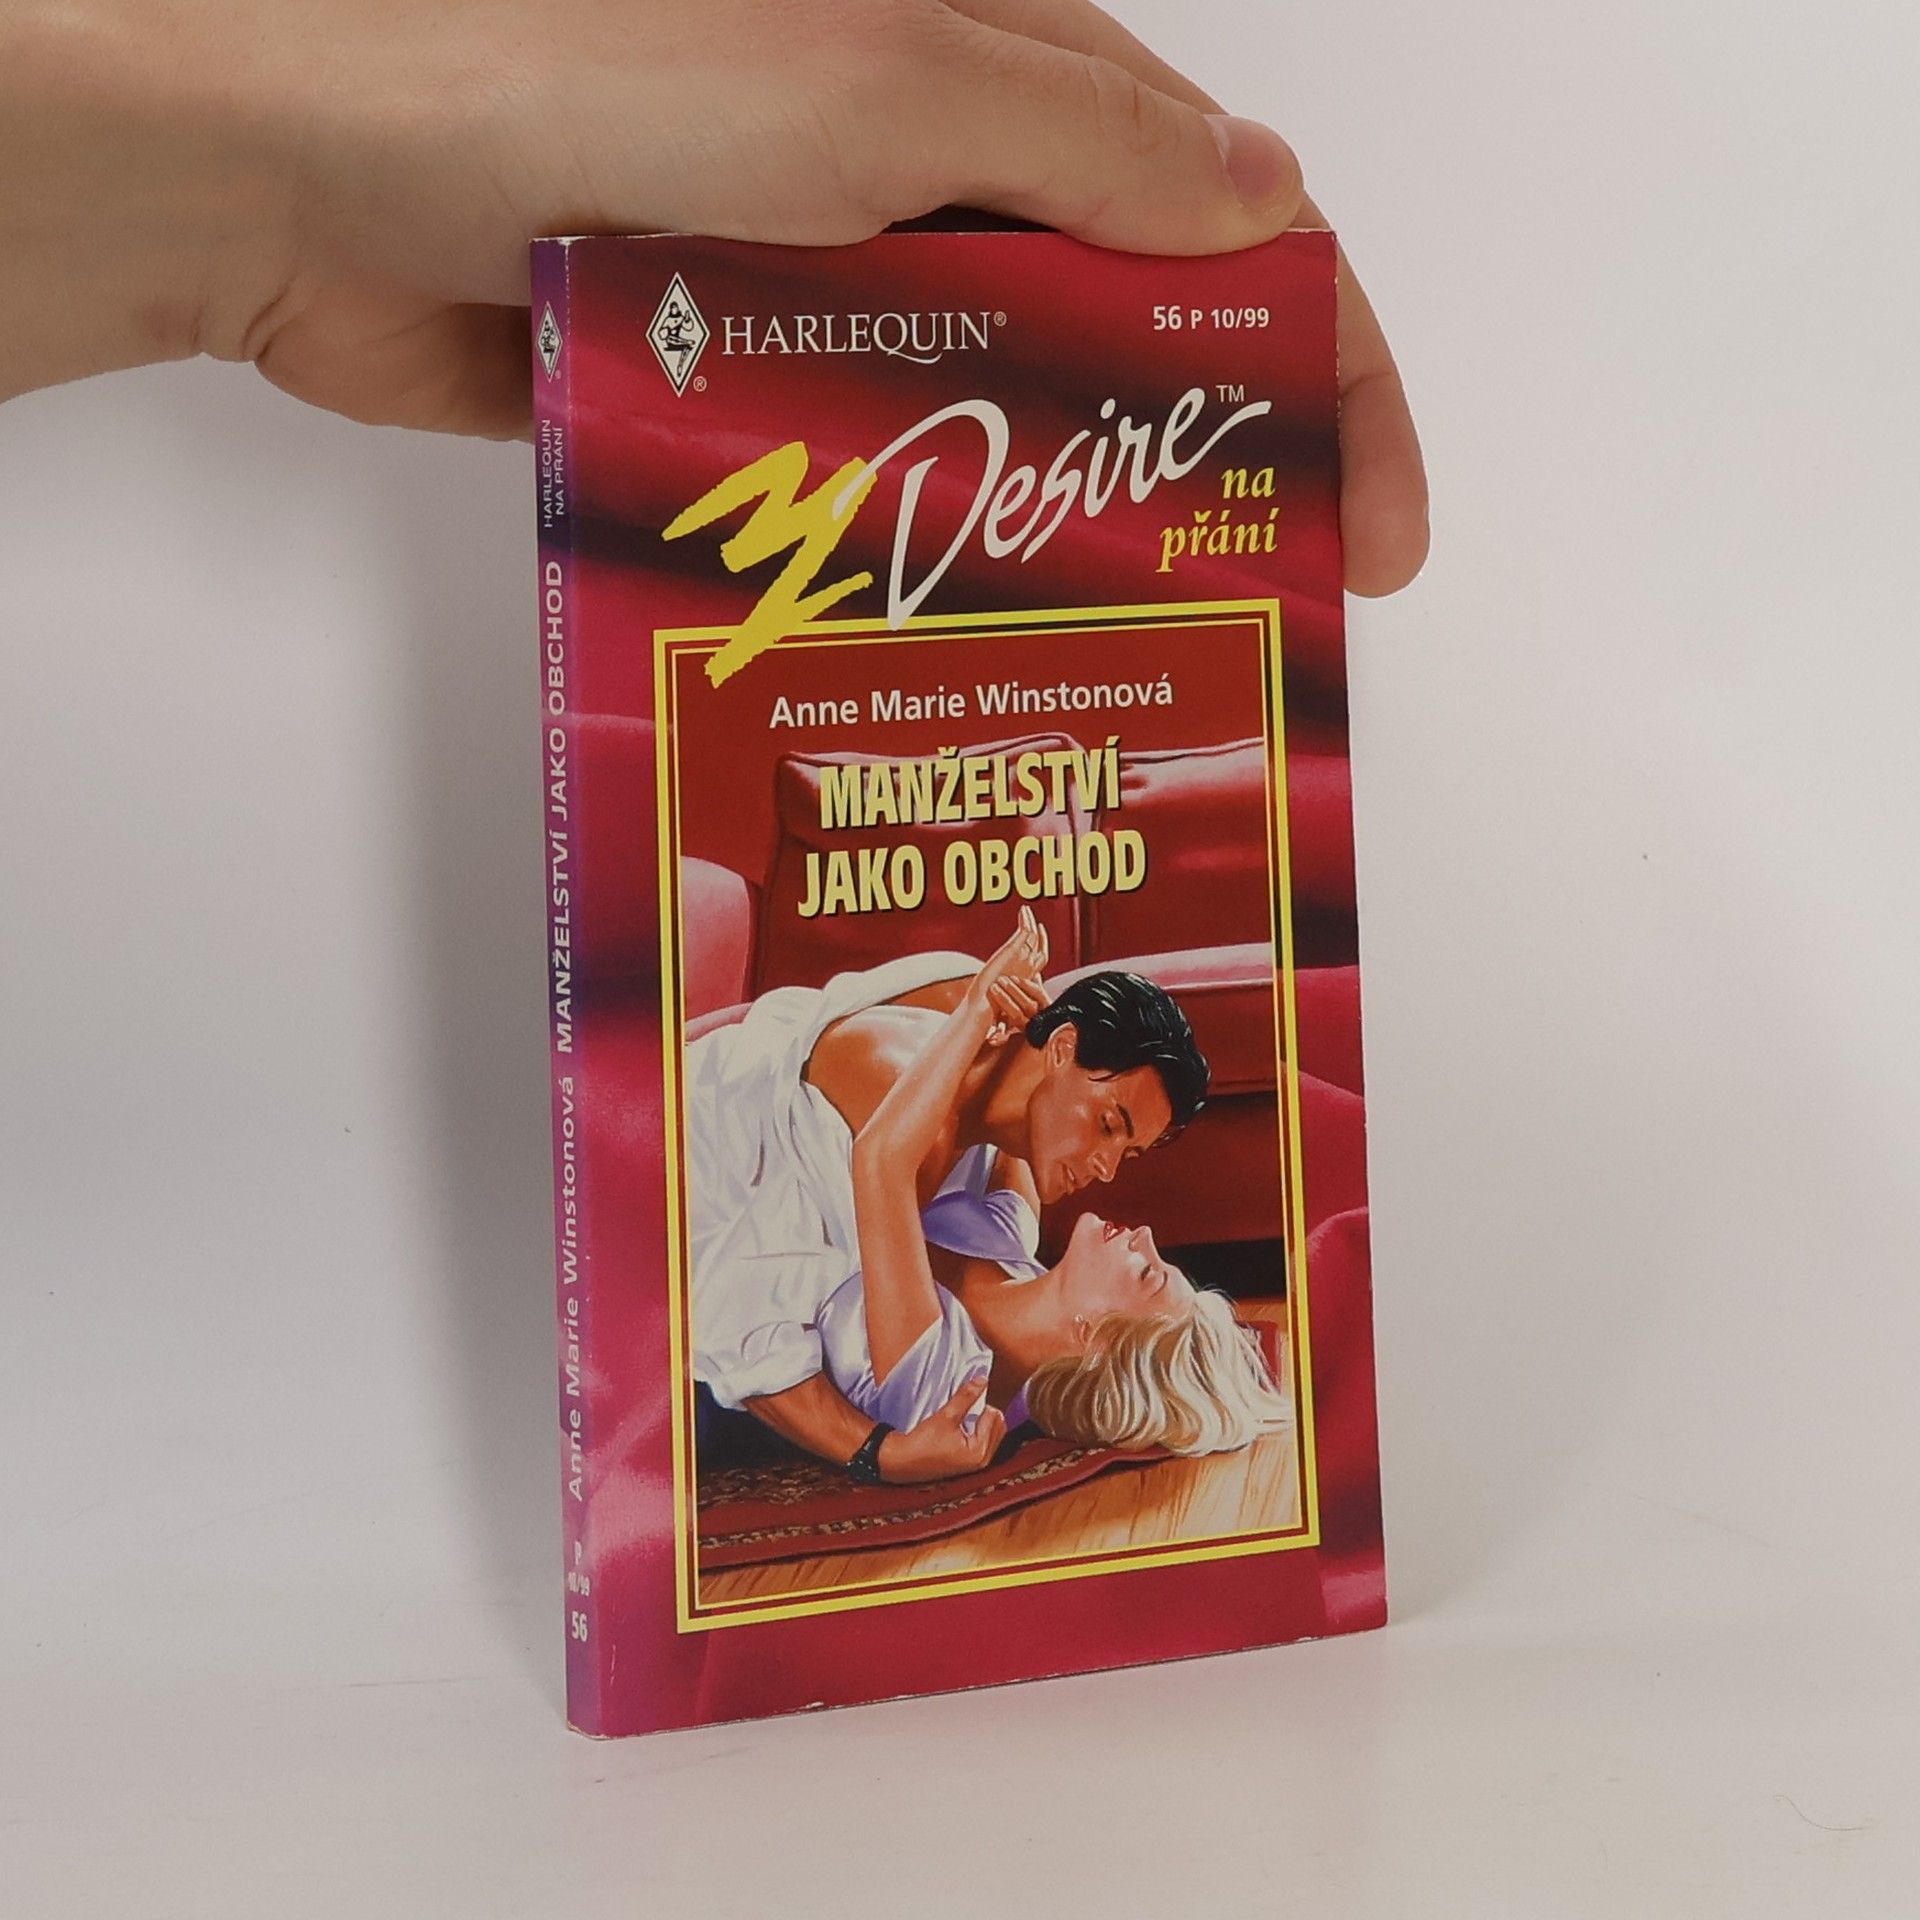 HARLEQUIN®
56 P 10/99
®
Desire™
na
přání
Anne Marie Winstonová
MANŽELSTVÍ
JAKO OBCHOD
HARLEQUIN
NA PŘÁNÍ
MANŽELSTVÍ JAKO OBCHOD
Anne Marie Winstonová
P
10/99
56